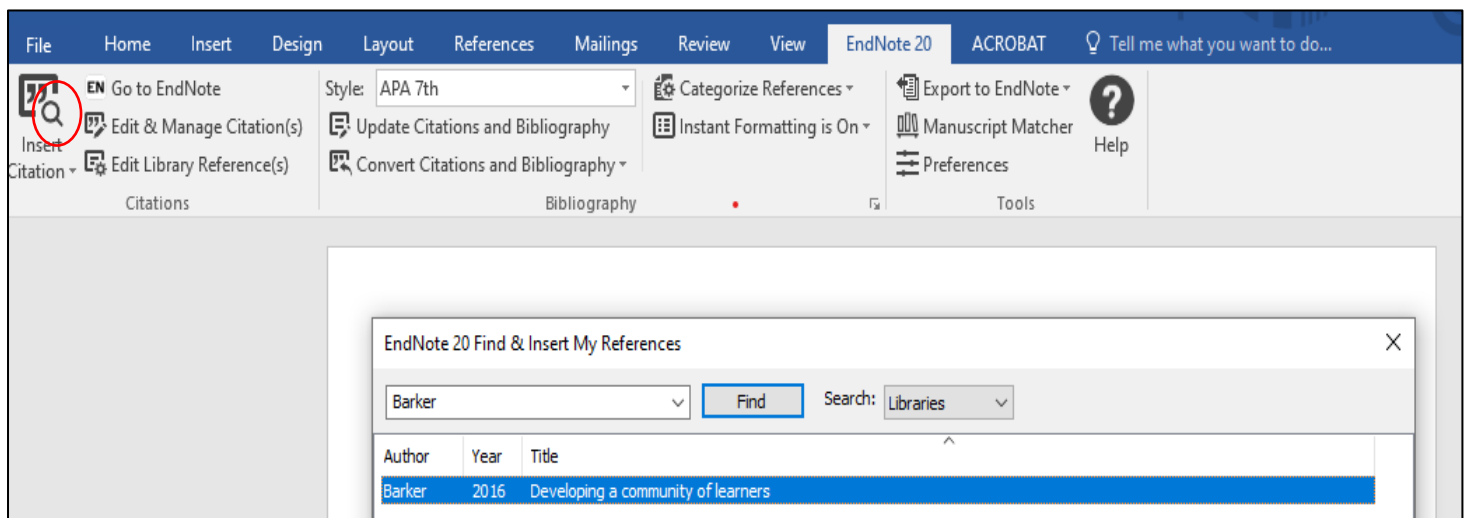 File Home Insert Design Layout References Mailings Review View EndNote 20 ACROBAT Tell me what you want to do...
EN Go to EndNote Style: APA 7th Categorize References Export to EndNote
Edit & Manage Citation(s) Update Citations and Bibliography Instant Formatting is On Manuscript Matcher
Insert Help
Citation Edit Library Reference(s) Convert Citations and Bibliography Preferences
Citations Bibliography Tools
EndNote 20 Find & Insert My References
Barker Find Search: Libraries
Author Year Title
Barker 2016 Developing a community of learners